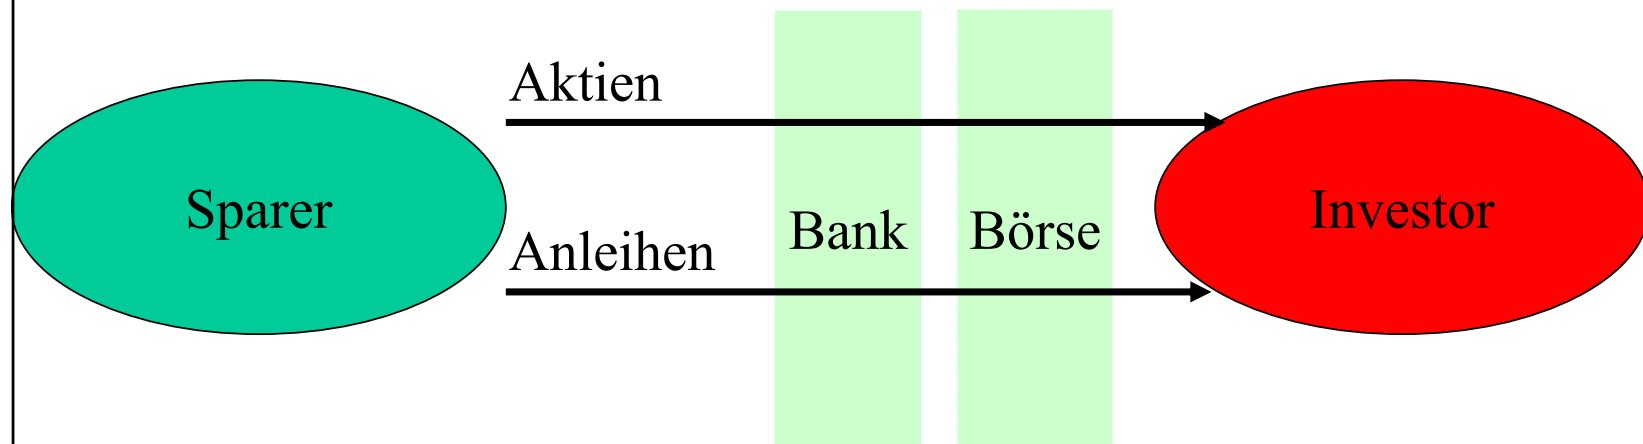 Aktien
Sparer
Anleihen
Bank
Börse
Investor